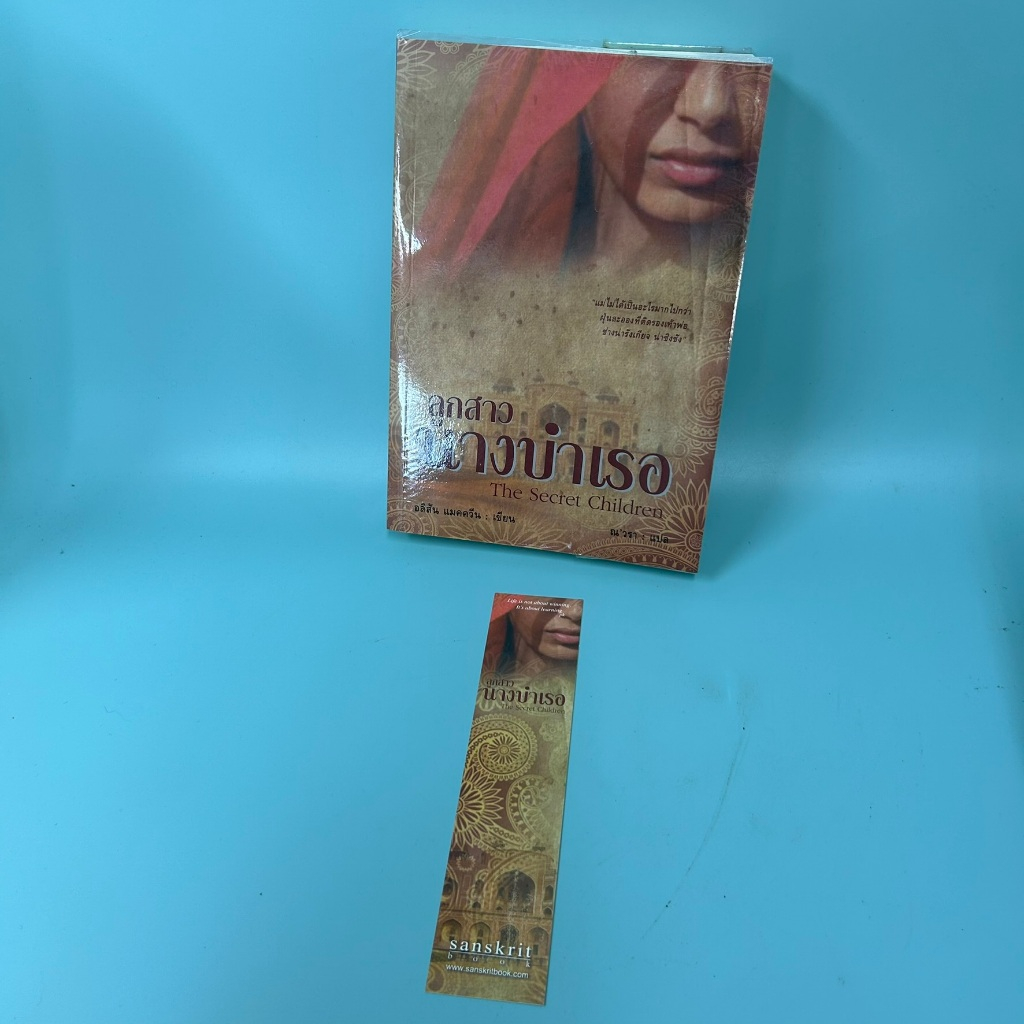 "แม่ไม่ได้เป็นอะไรมากไปกว่า
ฝุ่นละอองที่ติดรองเท้าพ่อ
ช่างน่ารังเกียจ น่าชิงชัง"
ลูกสาว
นางบำเรอ
The Secret Children
อลิสัน แมคควีน : เขียน
ณ วรา : แปล
Life is not about winning
It's about learning
ลูกสาว
นางบำเรอ
The Secret Children
sanskrit
book
www.sanskritbook.com